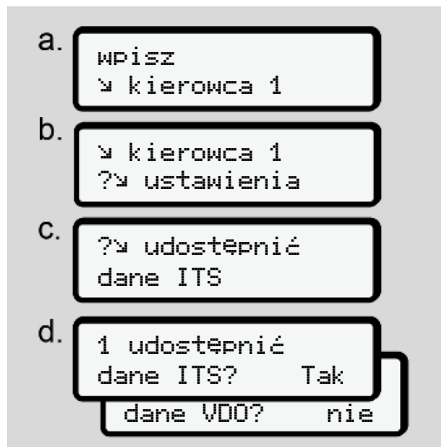 a.
wpisz
↘ kierowca 1
b.
↘ kierowca 1
?↘ ustawienia
c.
?↘ udostępnić
dane ITS
d.
1 udostępnić
dane ITS? Tak
dane VDO? nie